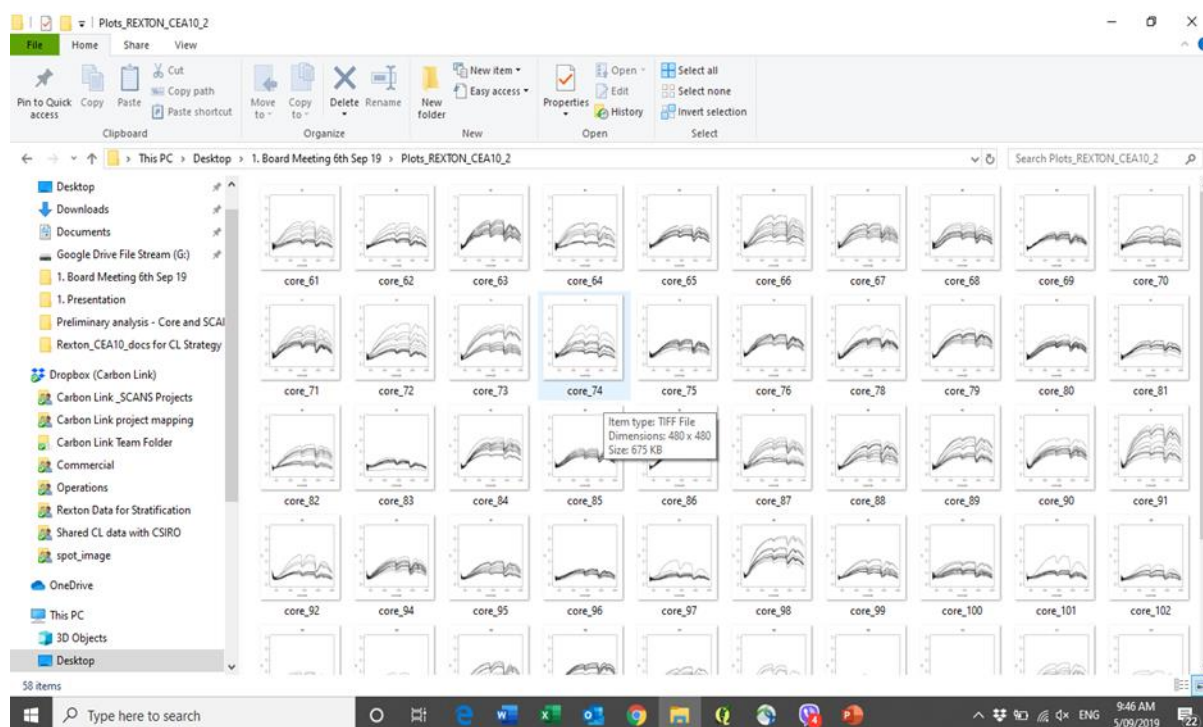 Plots_REXTON_CEA10_2
File Home Share View
Pin to Quick access
Copy
Paste
Cut
Copy path
Paste shortcut
Move to
Copy to
Delete
Rename
New folder
New item
Easy access
Properties
Open
Edit
History
Select all
Select none
Invert selection
Clipboard Organize New Open Select
This PC > Desktop > 1. Board Meeting 6th Sep 19 > Plots_REXTON_CEA10_2
Search Plots_REXTON_CEA10_2
Desktop
Downloads
Documents
Google Drive File Stream (G:)
1. Board Meeting 6th Sep 19
1. Presentation
Preliminary analysis - Core and SCAI
Rexton_CEA10_docs for CL Strategy
Dropbox (Carbon Link)
Carbon Link _SCANS Projects
Carbon Link project mapping
Carbon Link Team Folder
Commercial
Operations
Rexton Data for Stratification
Shared CL data with CSIRO
spot_image
OneDrive
This PC
3D Objects
Desktop
core_61 core_62 core_63 core_64 core_65 core_66 core_67 core_68 core_69 core_70
core_71 core_72 core_73 core_74 core_75 core_76 core_78 core_79 core_80 core_81
Item type: TIFF File
Dimensions: 480 x 480
Size: 675 KB
core_82 core_83 core_84 core_85 core_86 core_87 core_88 core_89 core_90 core_91
core_92 core_94 core_95 core_96 core_97 core_98 core_99 core_100 core_101 core_102
58 items
Type here to search
ENG
9:46 AM
5/09/2019